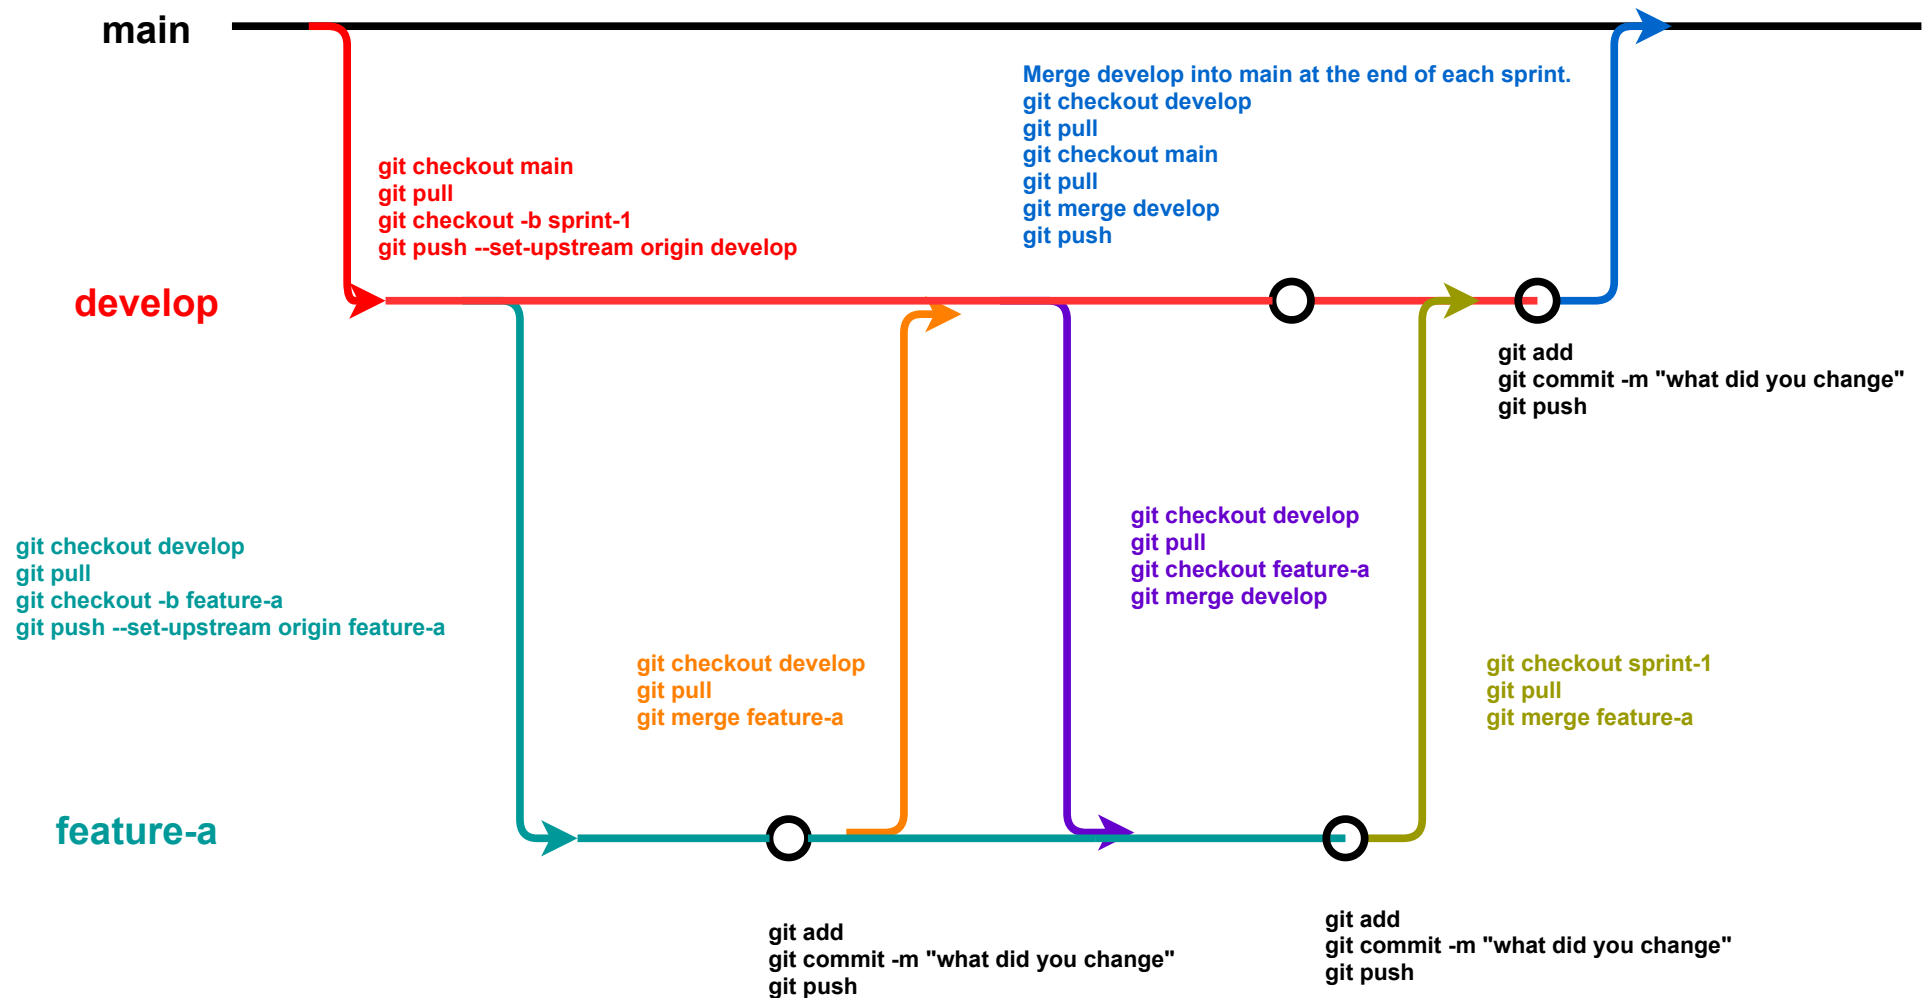 main
Merge develop into main at the end of each sprint.
git checkout develop
git pull
git checkout main
git pull
git merge develop
git push
git checkout main
git pull
git checkout -b sprint-1
git push --set-upstream origin develop
develop
git add
git commit -m "what did you change"
git push
git checkout develop
git pull
git checkout feature-a
git merge develop
git checkout develop
git pull
git checkout -b feature-a
git push --set-upstream origin feature-a
git checkout develop
git pull
git merge feature-a
git checkout sprint-1
git pull
git merge feature-a
feature-a
git add
git commit -m "what did you change"
git push
git add
git commit -m "what did you change"
git push